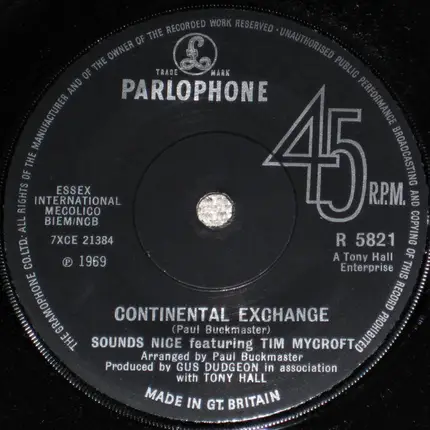 THE GRAMOPHONE CO. LTD. ALL RIGHTS OF THE MANUFACTURER AND OF THE OWNER OF THE RECORDED WORK RESERVED · UNAUTHORISED PUBLIC PERFORMANCE BROADCASTING AND COPYING OF THIS RECORD PROHIBITED
TRADE MARK
PARLOPHONE
45 R.P.M.
ESSEX
INTERNATIONAL
MECOLICO
BIEM/NCB
7XCE 21384
℗ 1969
R 5821
A Tony Hall
Enterprise
CONTINENTAL EXCHANGE
(Paul Buckmaster)
SOUNDS NICE featuring TIM MYCROFT
Arranged by Paul Buckmaster
Produced by GUS DUDGEON in association
with TONY HALL
MADE IN GT. BRITAIN